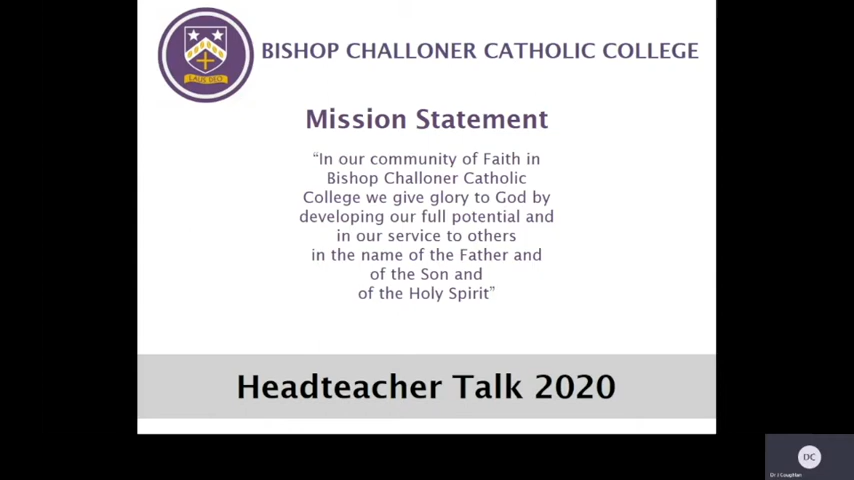 BISHOP CHALLONER CATHOLIC COLLEGE
LAUS DEO
Mission Statement
“In our community of Faith in
Bishop Challoner Catholic
College we give glory to God by
developing our full potential and
in our service to others
in the name of the Father and
of the Son and
of the Holy Spirit”
Headteacher Talk 2020
DC
Dr J Coughlan